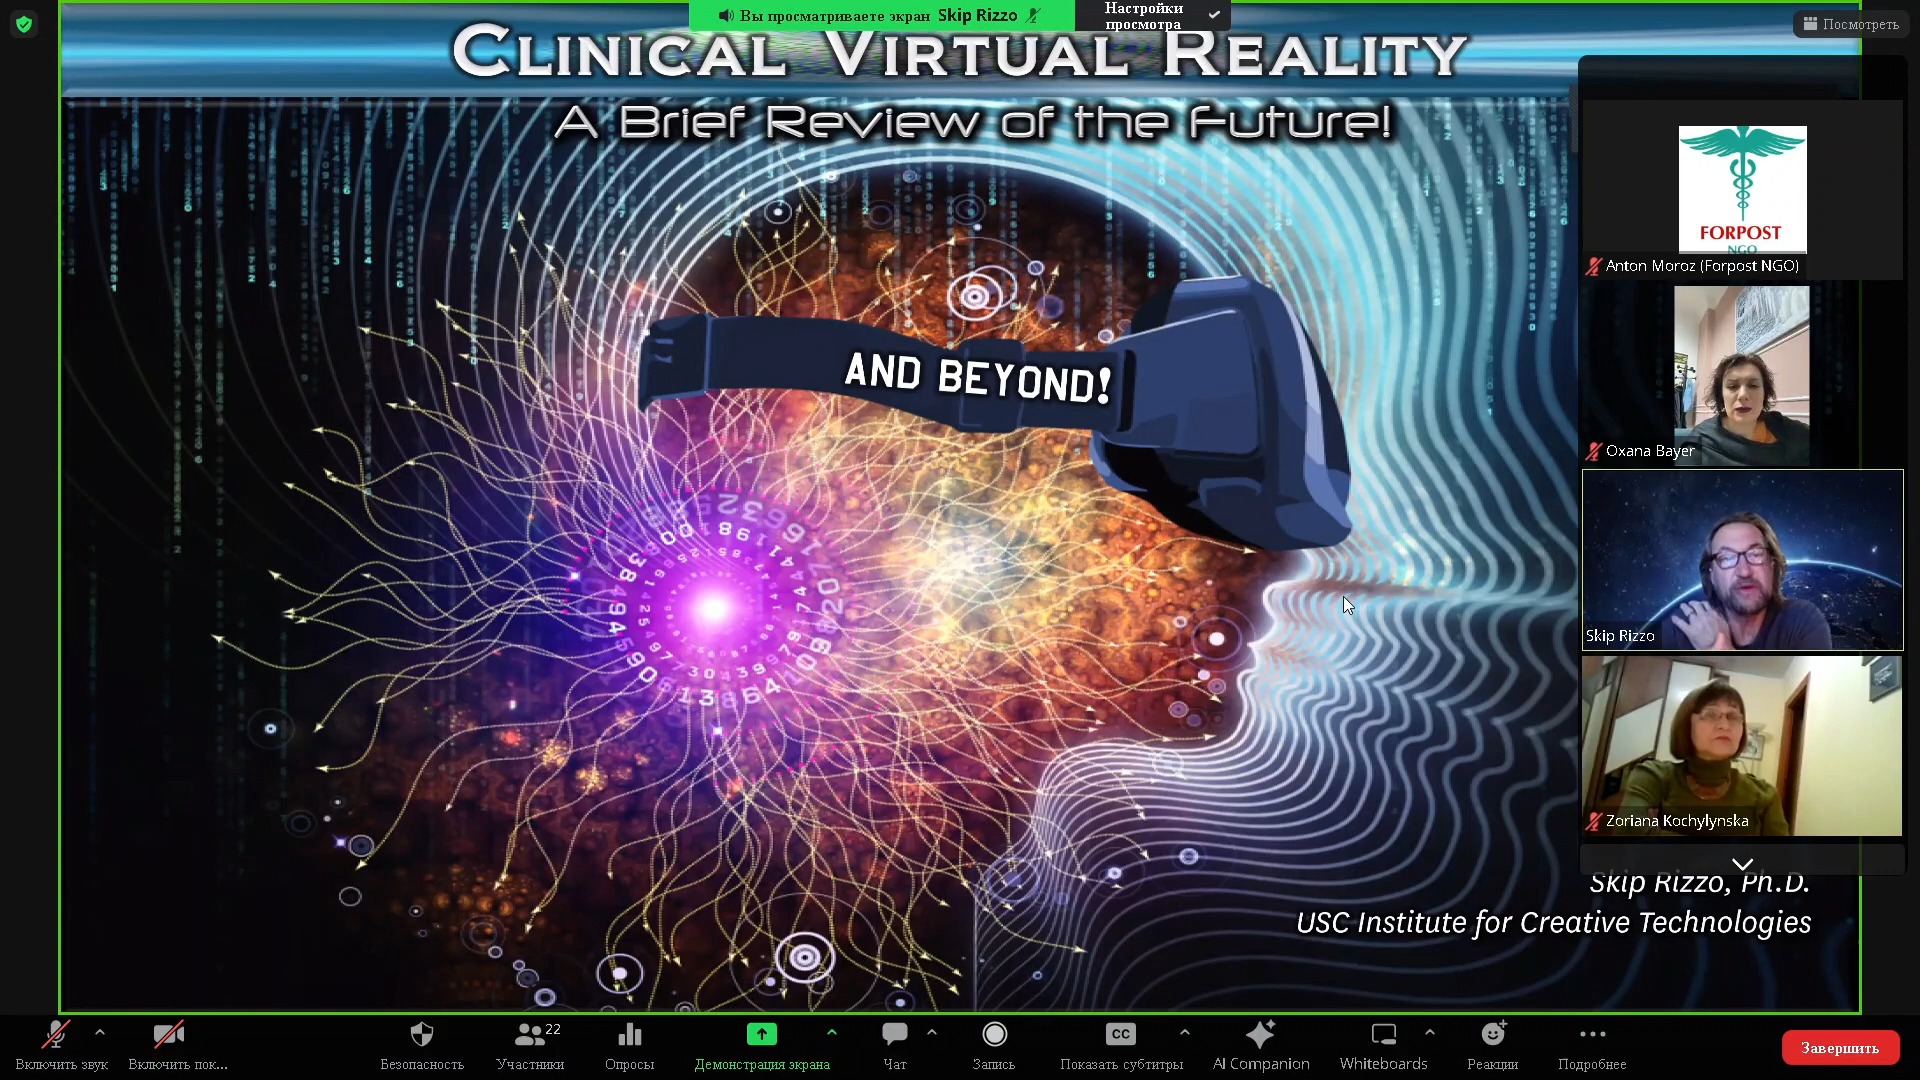 Вы просматриваете экран Skip Rizzo
Настройки
просмотра
Посмотреть
CLINICAL VIRTUAL REALITY
A Brief Review of the Future!
AND BEYOND!
FORPOST
NGO
Anton Moroz (Forpost NGO)
Oxana Bayer
Skip Rizzo
Zoriana Kochylynska
Skip Rizzo, Ph.D.
USC Institute for Creative Technologies
Включить звук
Включить пок...
Безопасность
22
Участники
Опросы
Демонстрация экрана
Чат
Запись
CC
Показать субтитры
AI Companion
Whiteboards
Реакции
Подробнее
Завершить